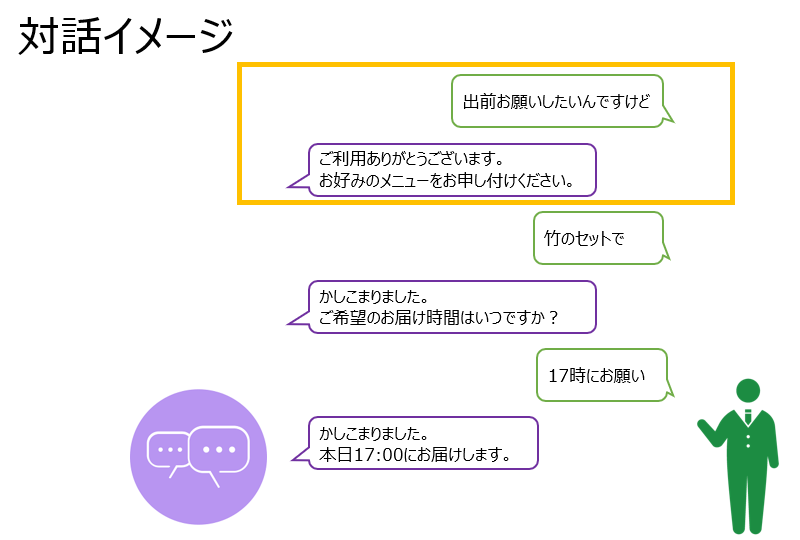 対話イメージ
出前お願いしたいんですけど
ご利用ありがとうございます。
お好みのメニューをお申し付けください。
竹のセットで
かしこまりました。
ご希望のお届け時間はいつですか？
17時にお願い
かしこまりました。
本日17:00にお届けします。